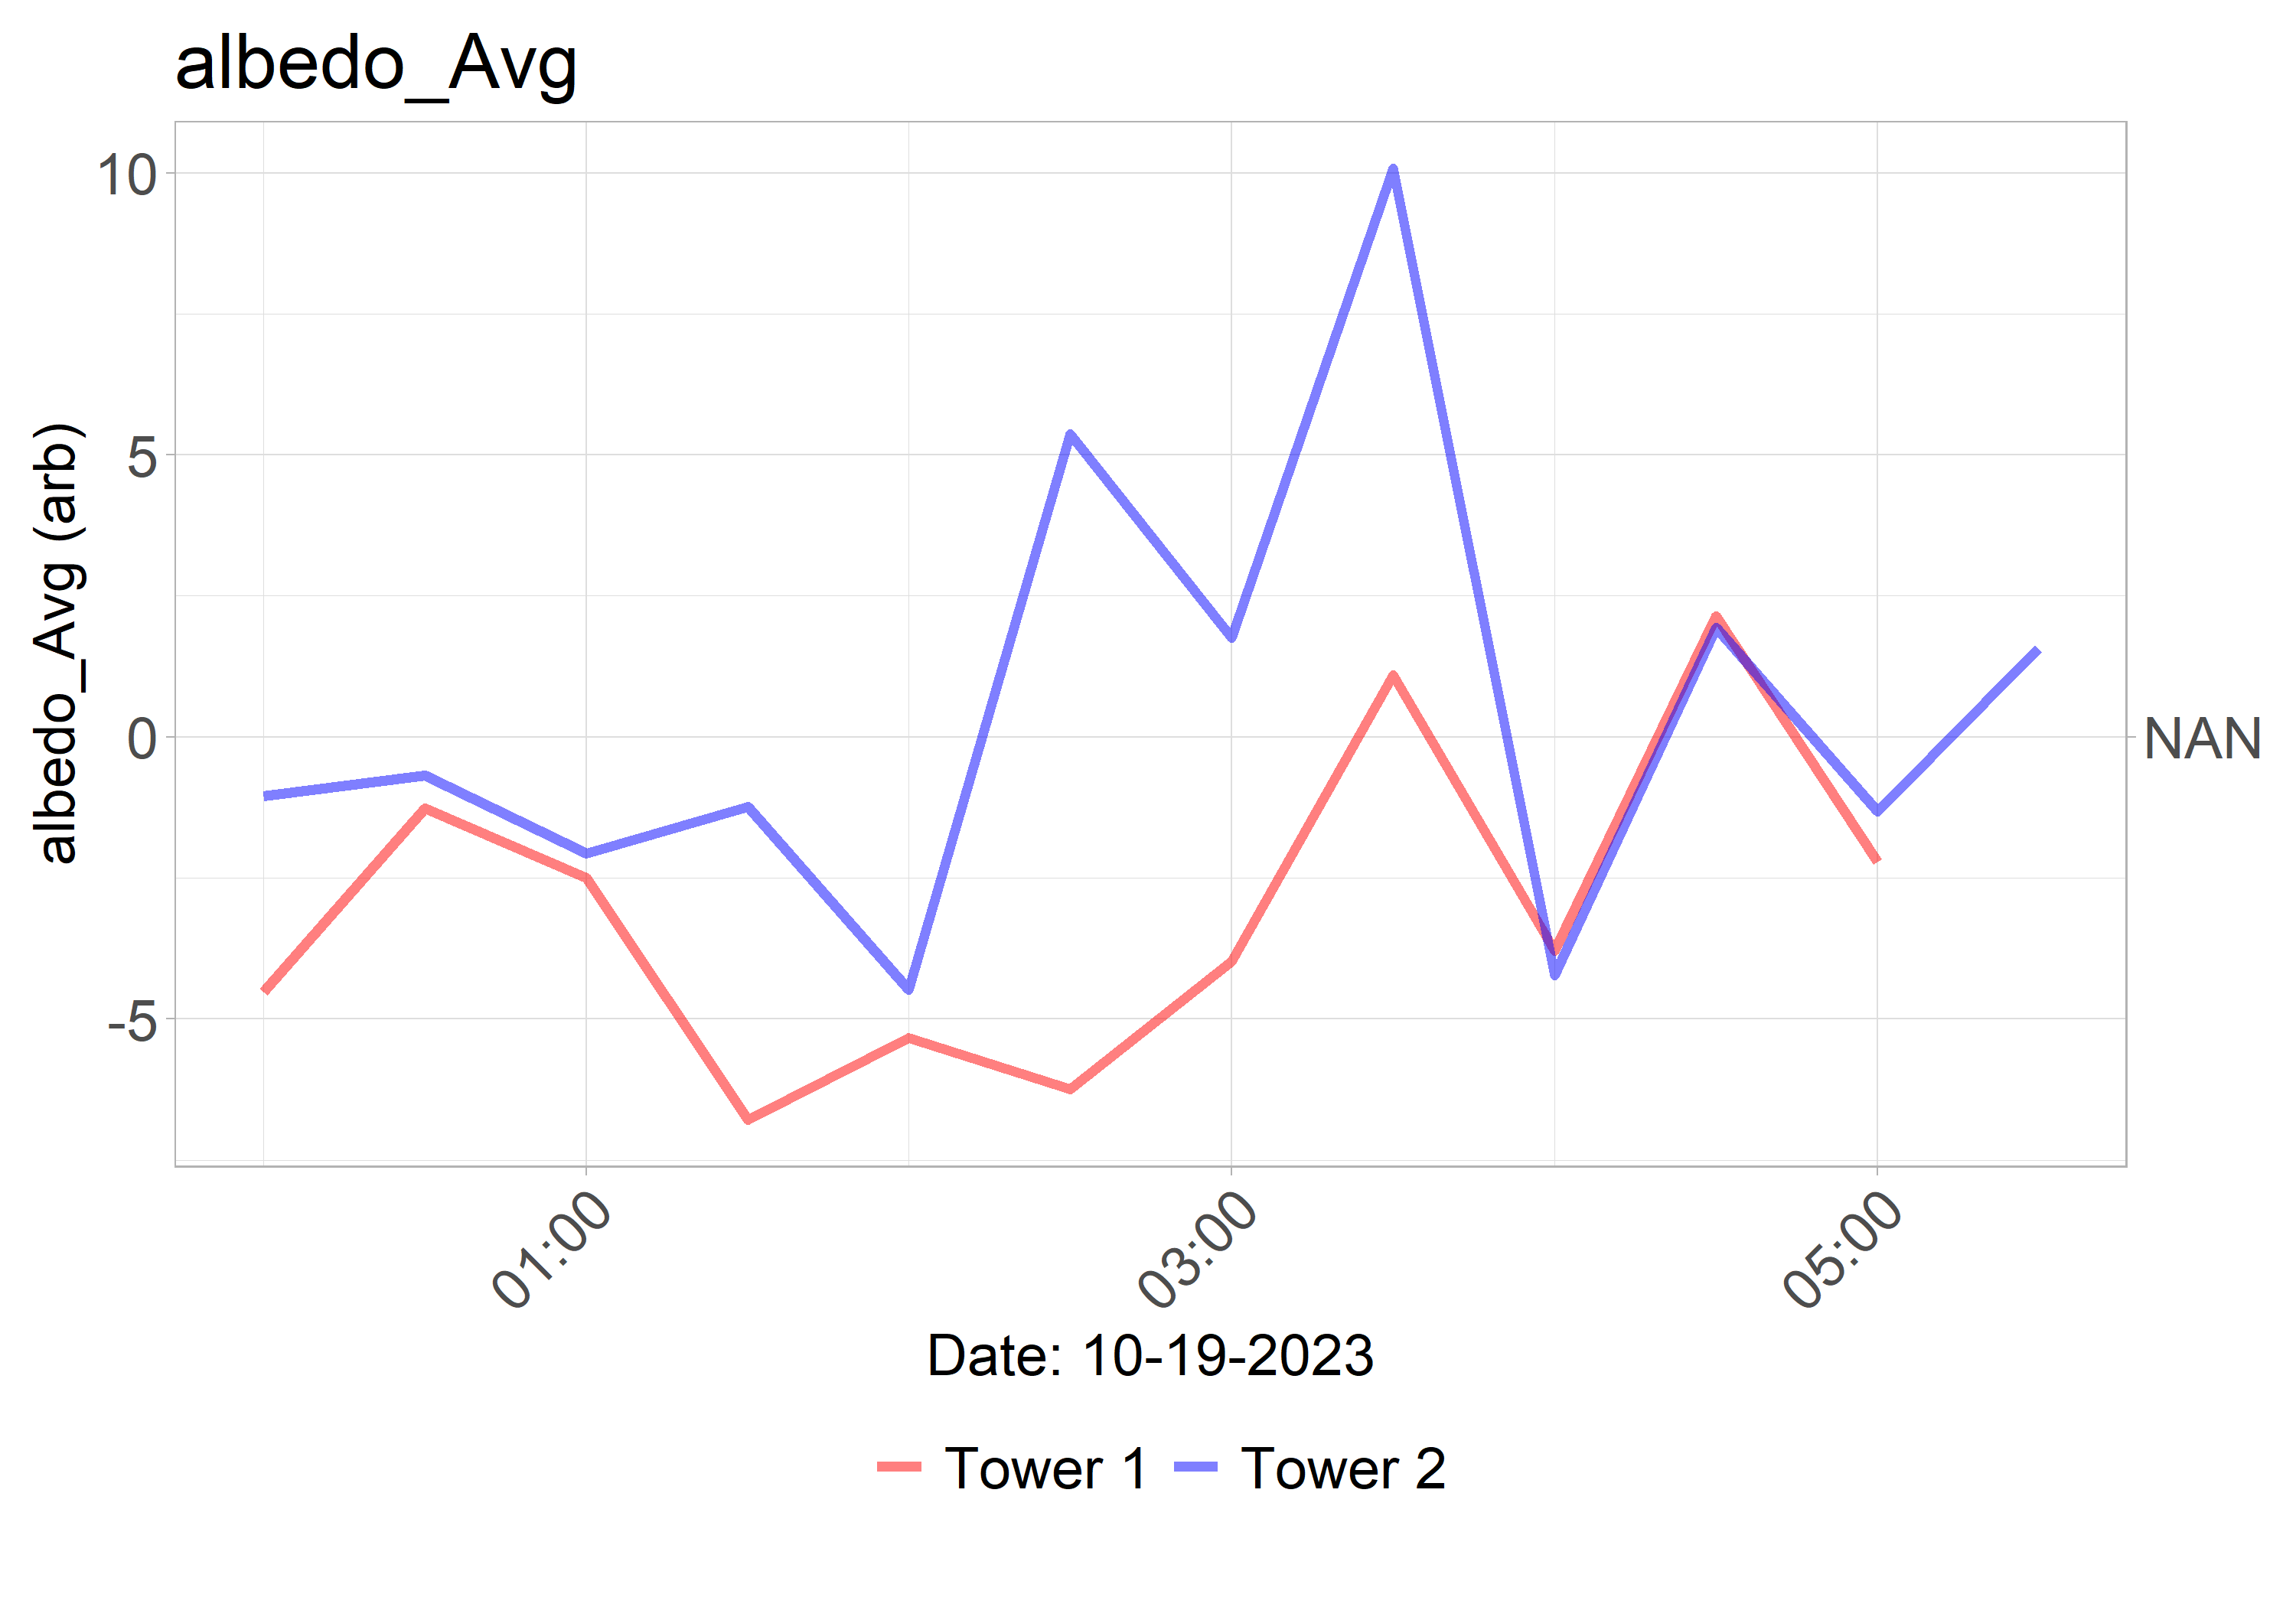 albedo_Avg
albedo_Avg (arb)
10
5
0
-5
NAN
01:00
03:00
05:00
Date: 10-19-2023
Tower 1
Tower 2